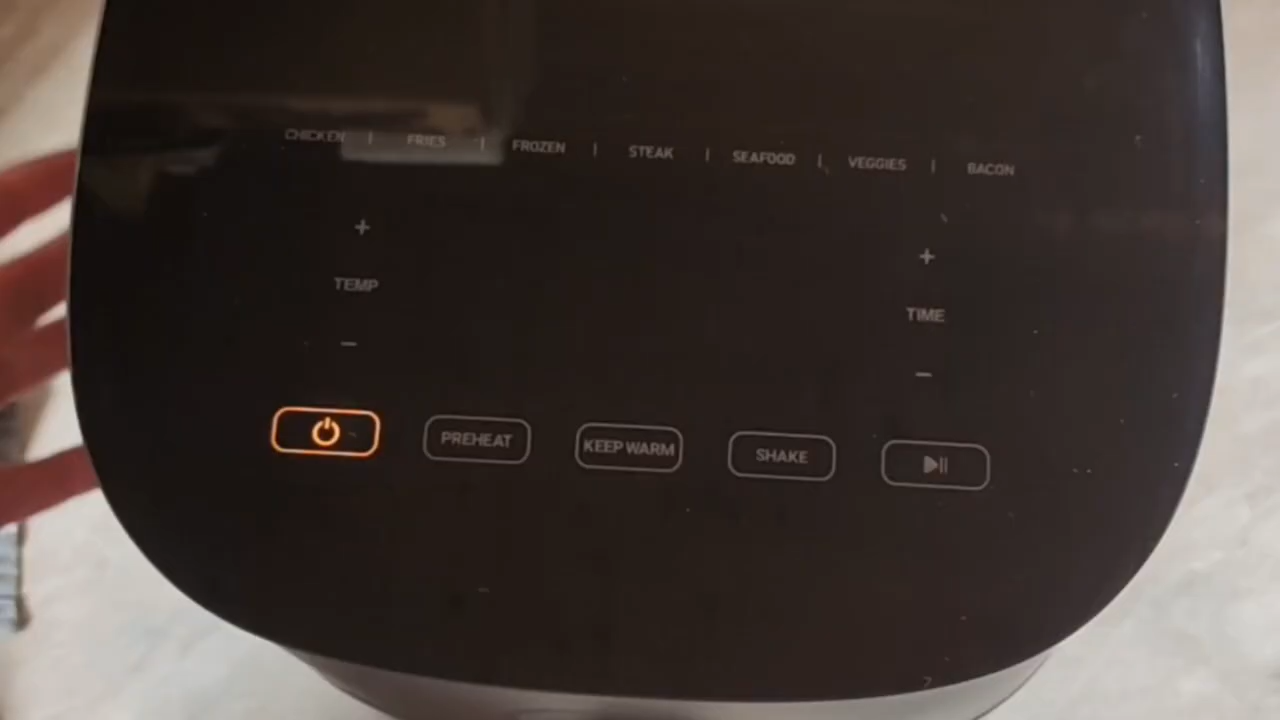 CHICKEN | FRIES | FROZEN | STEAK | SEAFOOD | VEGGIES | BACON
+ +
TEMP TIME
− −
PREHEAT KEEP WARM SHAKE